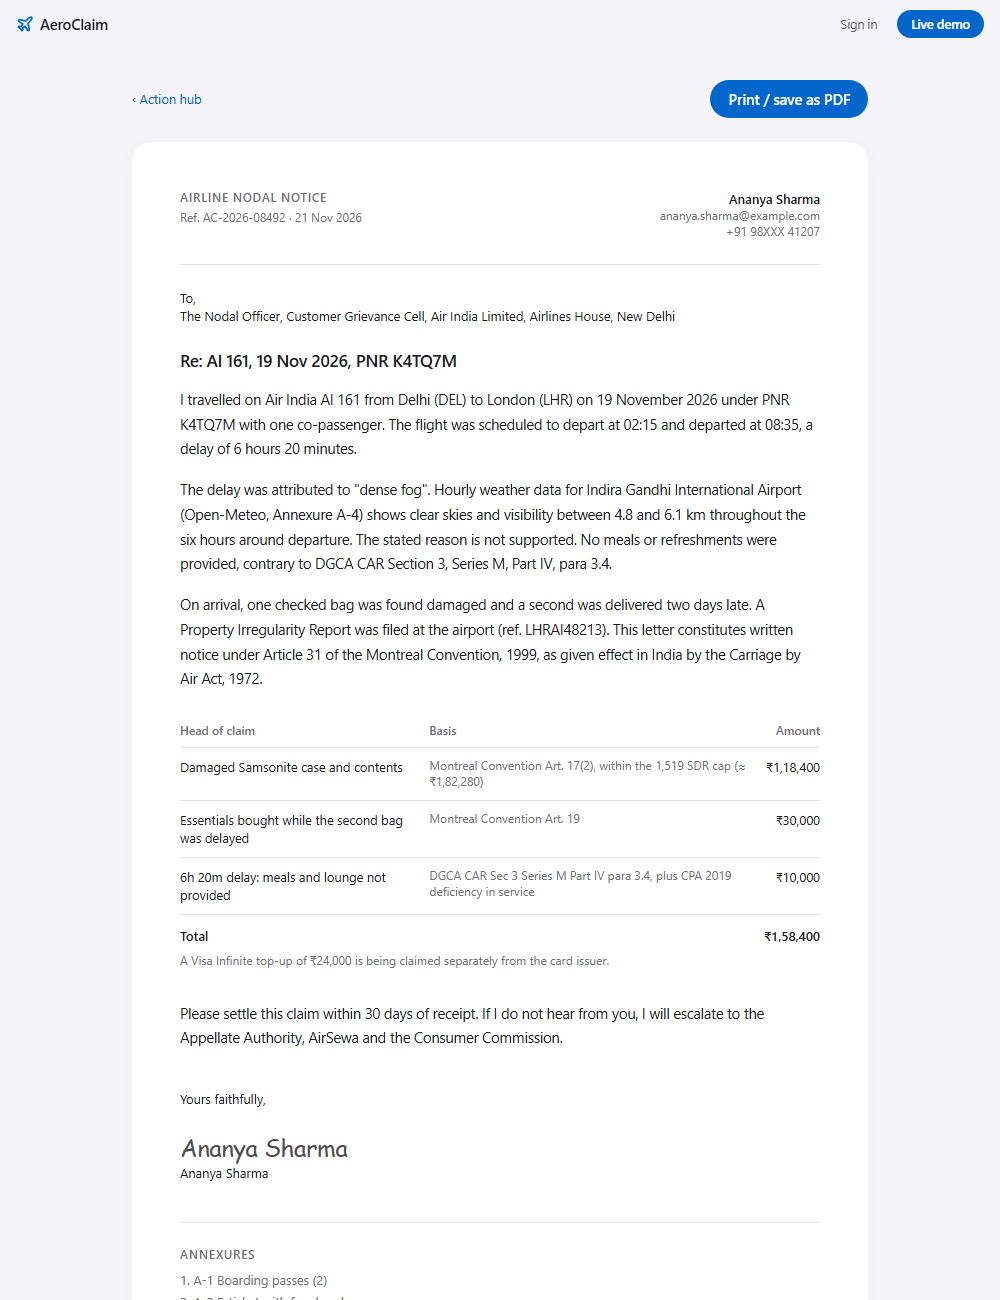 AeroClaim
Sign in
Live demo
‹ Action hub
Print / save as PDF
AIRLINE NODAL NOTICE
Ref. AC-2026-08492 · 21 Nov 2026
Ananya Sharma
ananya.sharma@example.com
+91 98XXX 41207
To,
The Nodal Officer, Customer Grievance Cell, Air India Limited, Airlines House, New Delhi
Re: AI 161, 19 Nov 2026, PNR K4TQ7M
I travelled on Air India AI 161 from Delhi (DEL) to London (LHR) on 19 November 2026 under PNR
K4TQ7M with one co-passenger. The flight was scheduled to depart at 02:15 and departed at 08:35, a
delay of 6 hours 20 minutes.
The delay was attributed to "dense fog". Hourly weather data for Indira Gandhi International Airport
(Open-Meteo, Annexure A-4) shows clear skies and visibility between 4.8 and 6.1 km throughout the
six hours around departure. The stated reason is not supported. No meals or refreshments were
provided, contrary to DGCA CAR Section 3, Series M, Part IV, para 3.4.
On arrival, one checked bag was found damaged and a second was delivered two days late. A
Property Irregularity Report was filed at the airport (ref. LHRAI48213). This letter constitutes written
notice under Article 31 of the Montreal Convention, 1999, as given effect in India by the Carriage by
Air Act, 1972.
Head of claim
Basis
Amount
Damaged Samsonite case and contents
Montreal Convention Art. 17(2), within the 1,519 SDR cap (≈
₹1,82,280)
₹1,18,400
Essentials bought while the second bag
was delayed
Montreal Convention Art. 19
₹30,000
6h 20m delay: meals and lounge not
provided
DGCA CAR Sec 3 Series M Part IV para 3.4, plus CPA 2019
deficiency in service
₹10,000
Total
₹1,58,400
A Visa Infinite top-up of ₹24,000 is being claimed separately from the card issuer.
Please settle this claim within 30 days of receipt. If I do not hear from you, I will escalate to the
Appellate Authority, AirSewa and the Consumer Commission.
Yours faithfully,
Ananya Sharma
Ananya Sharma
ANNEXURES
1. A-1 Boarding passes (2)